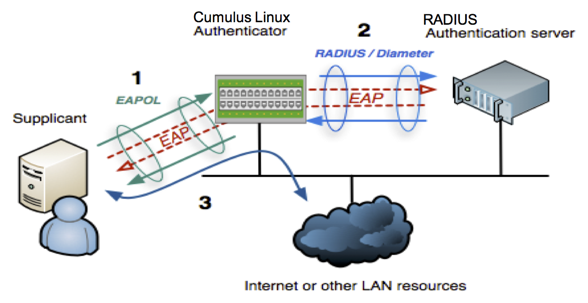 Cumulus Linux
Authenticator
2
RADIUS
Authentication server
RADIUS / Diameter
1
EAPOL
EAP
EAP
Supplicant
3
Internet or other LAN resources